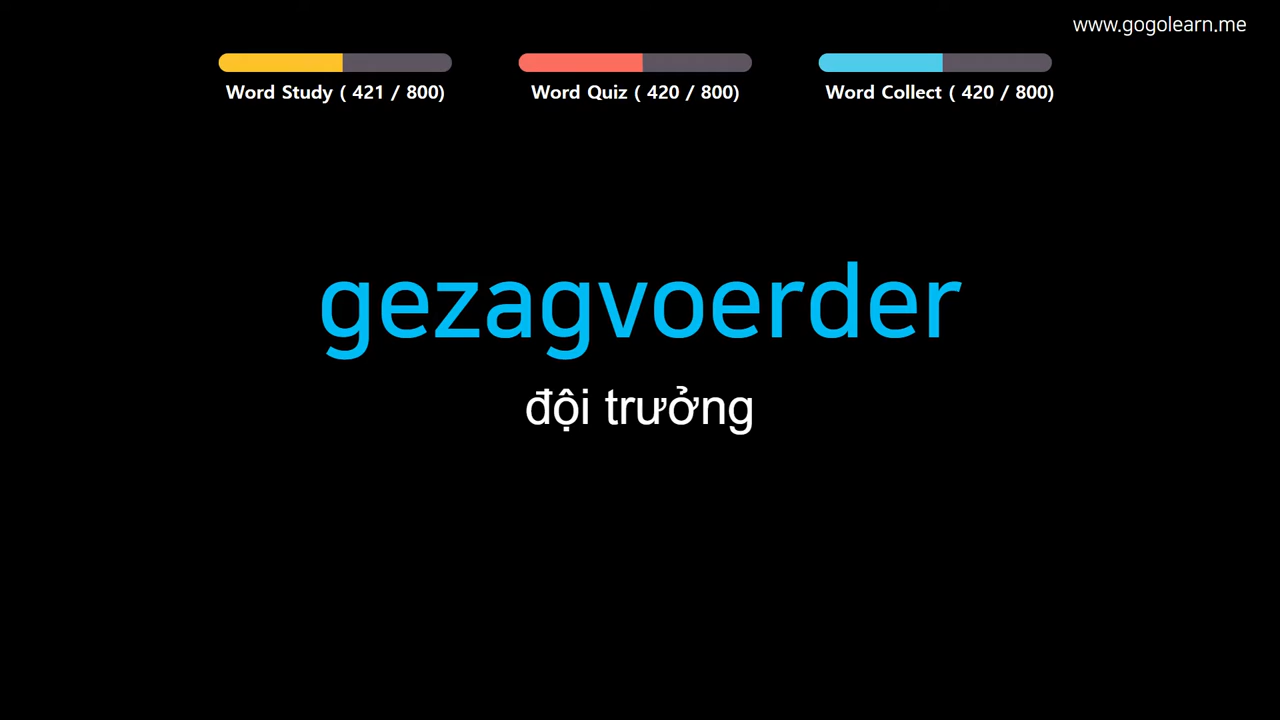 www.gogolearn.me
Word Study ( 421 / 800)
Word Quiz ( 420 / 800)
Word Collect ( 420 / 800)
gezagvoerder
đội trưởng